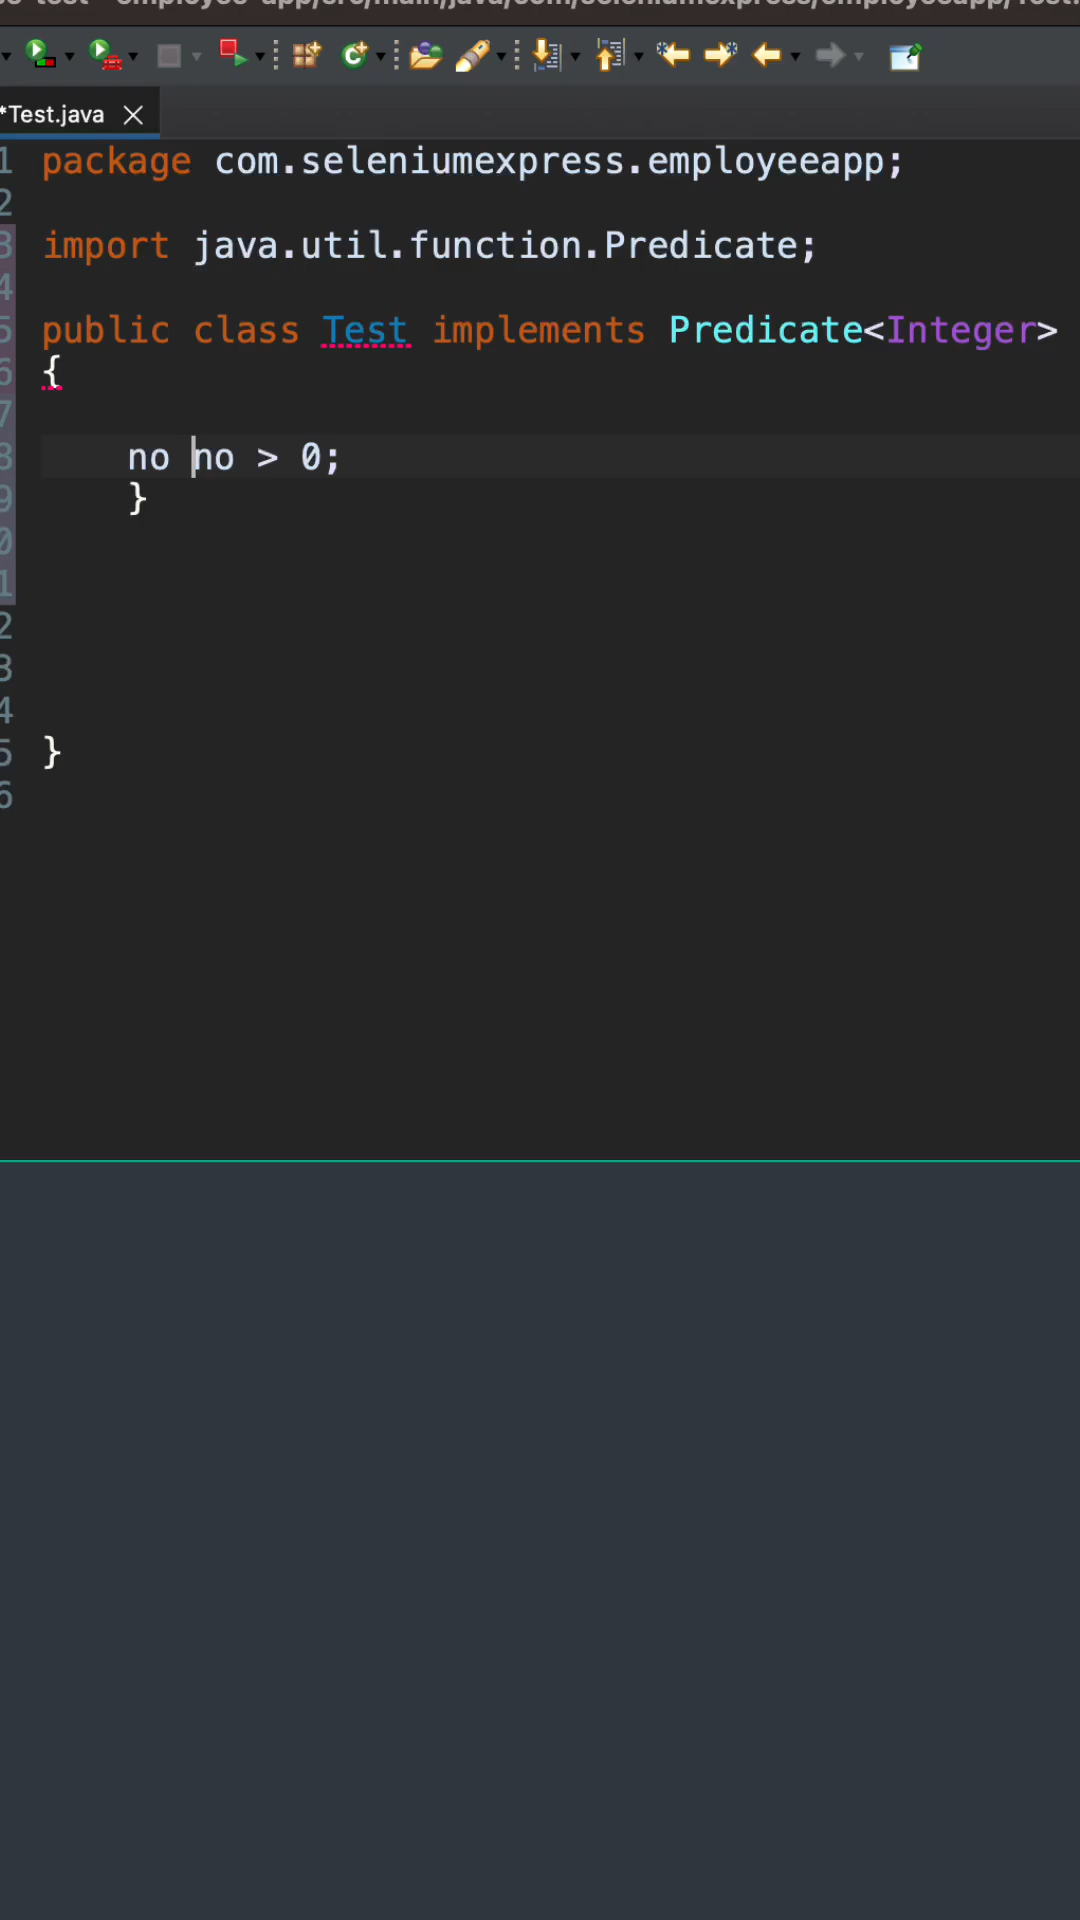 *Test.java
1 package com.seleniumexpress.employeeapp;
2
3 import java.util.function.Predicate;
4
5 public class Test implements Predicate<Integer>
6 {
7
8 no no > 0;
9 }
0
1
2
3
4
5 }
6